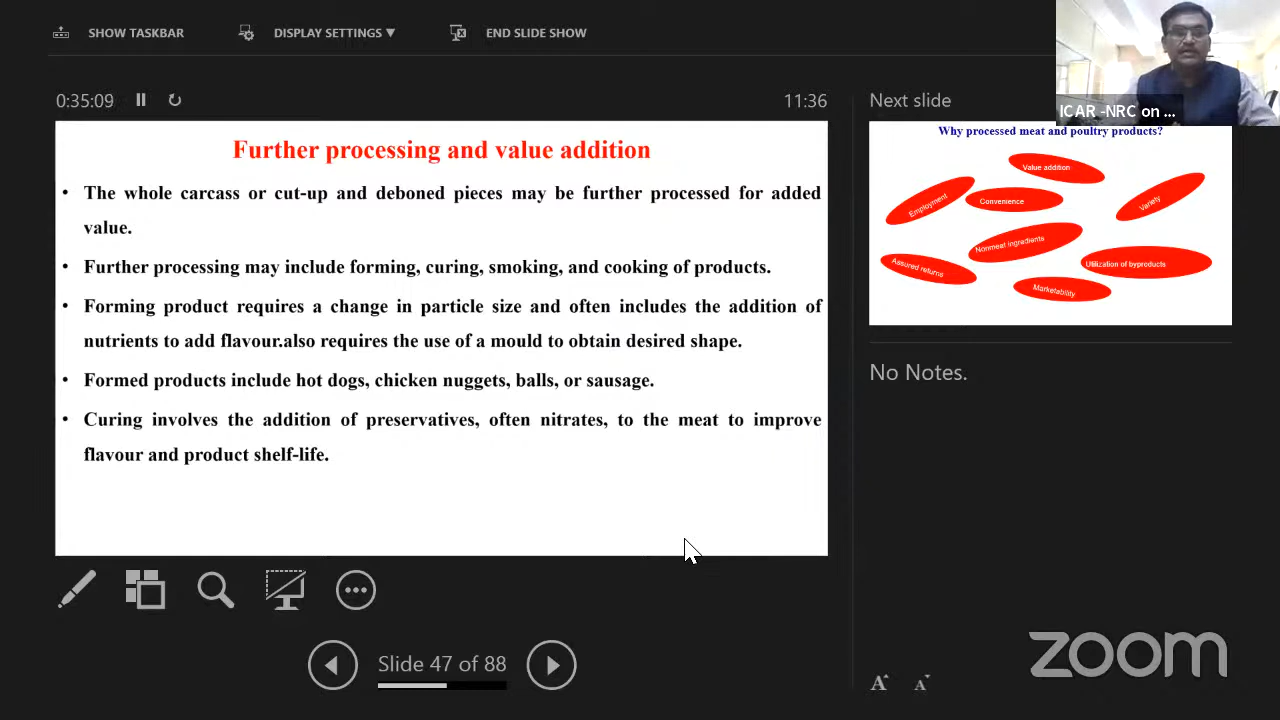 SHOW TASKBAR
DISPLAY SETTINGS ▼
END SLIDE SHOW
0:35:09
11:36
Next slide
ICAR -NRC on ...
Further processing and value addition
• The whole carcass or cut-up and deboned pieces may be further processed for added
value.
• Further processing may include forming, curing, smoking, and cooking of products.
• Forming product requires a change in particle size and often includes the addition of
nutrients to add flavour.also requires the use of a mould to obtain desired shape.
• Formed products include hot dogs, chicken nuggets, balls, or sausage.
• Curing involves the addition of preservatives, often nitrates, to the meat to improve
flavour and product shelf-life.
Why processed meat and poultry products?
Value addition
Employment
Convenience
Variety
Nonmeat ingredients
Assured returns
Utilization of byproducts
Marketability
No Notes.
Slide 47 of 88
A A
zoom